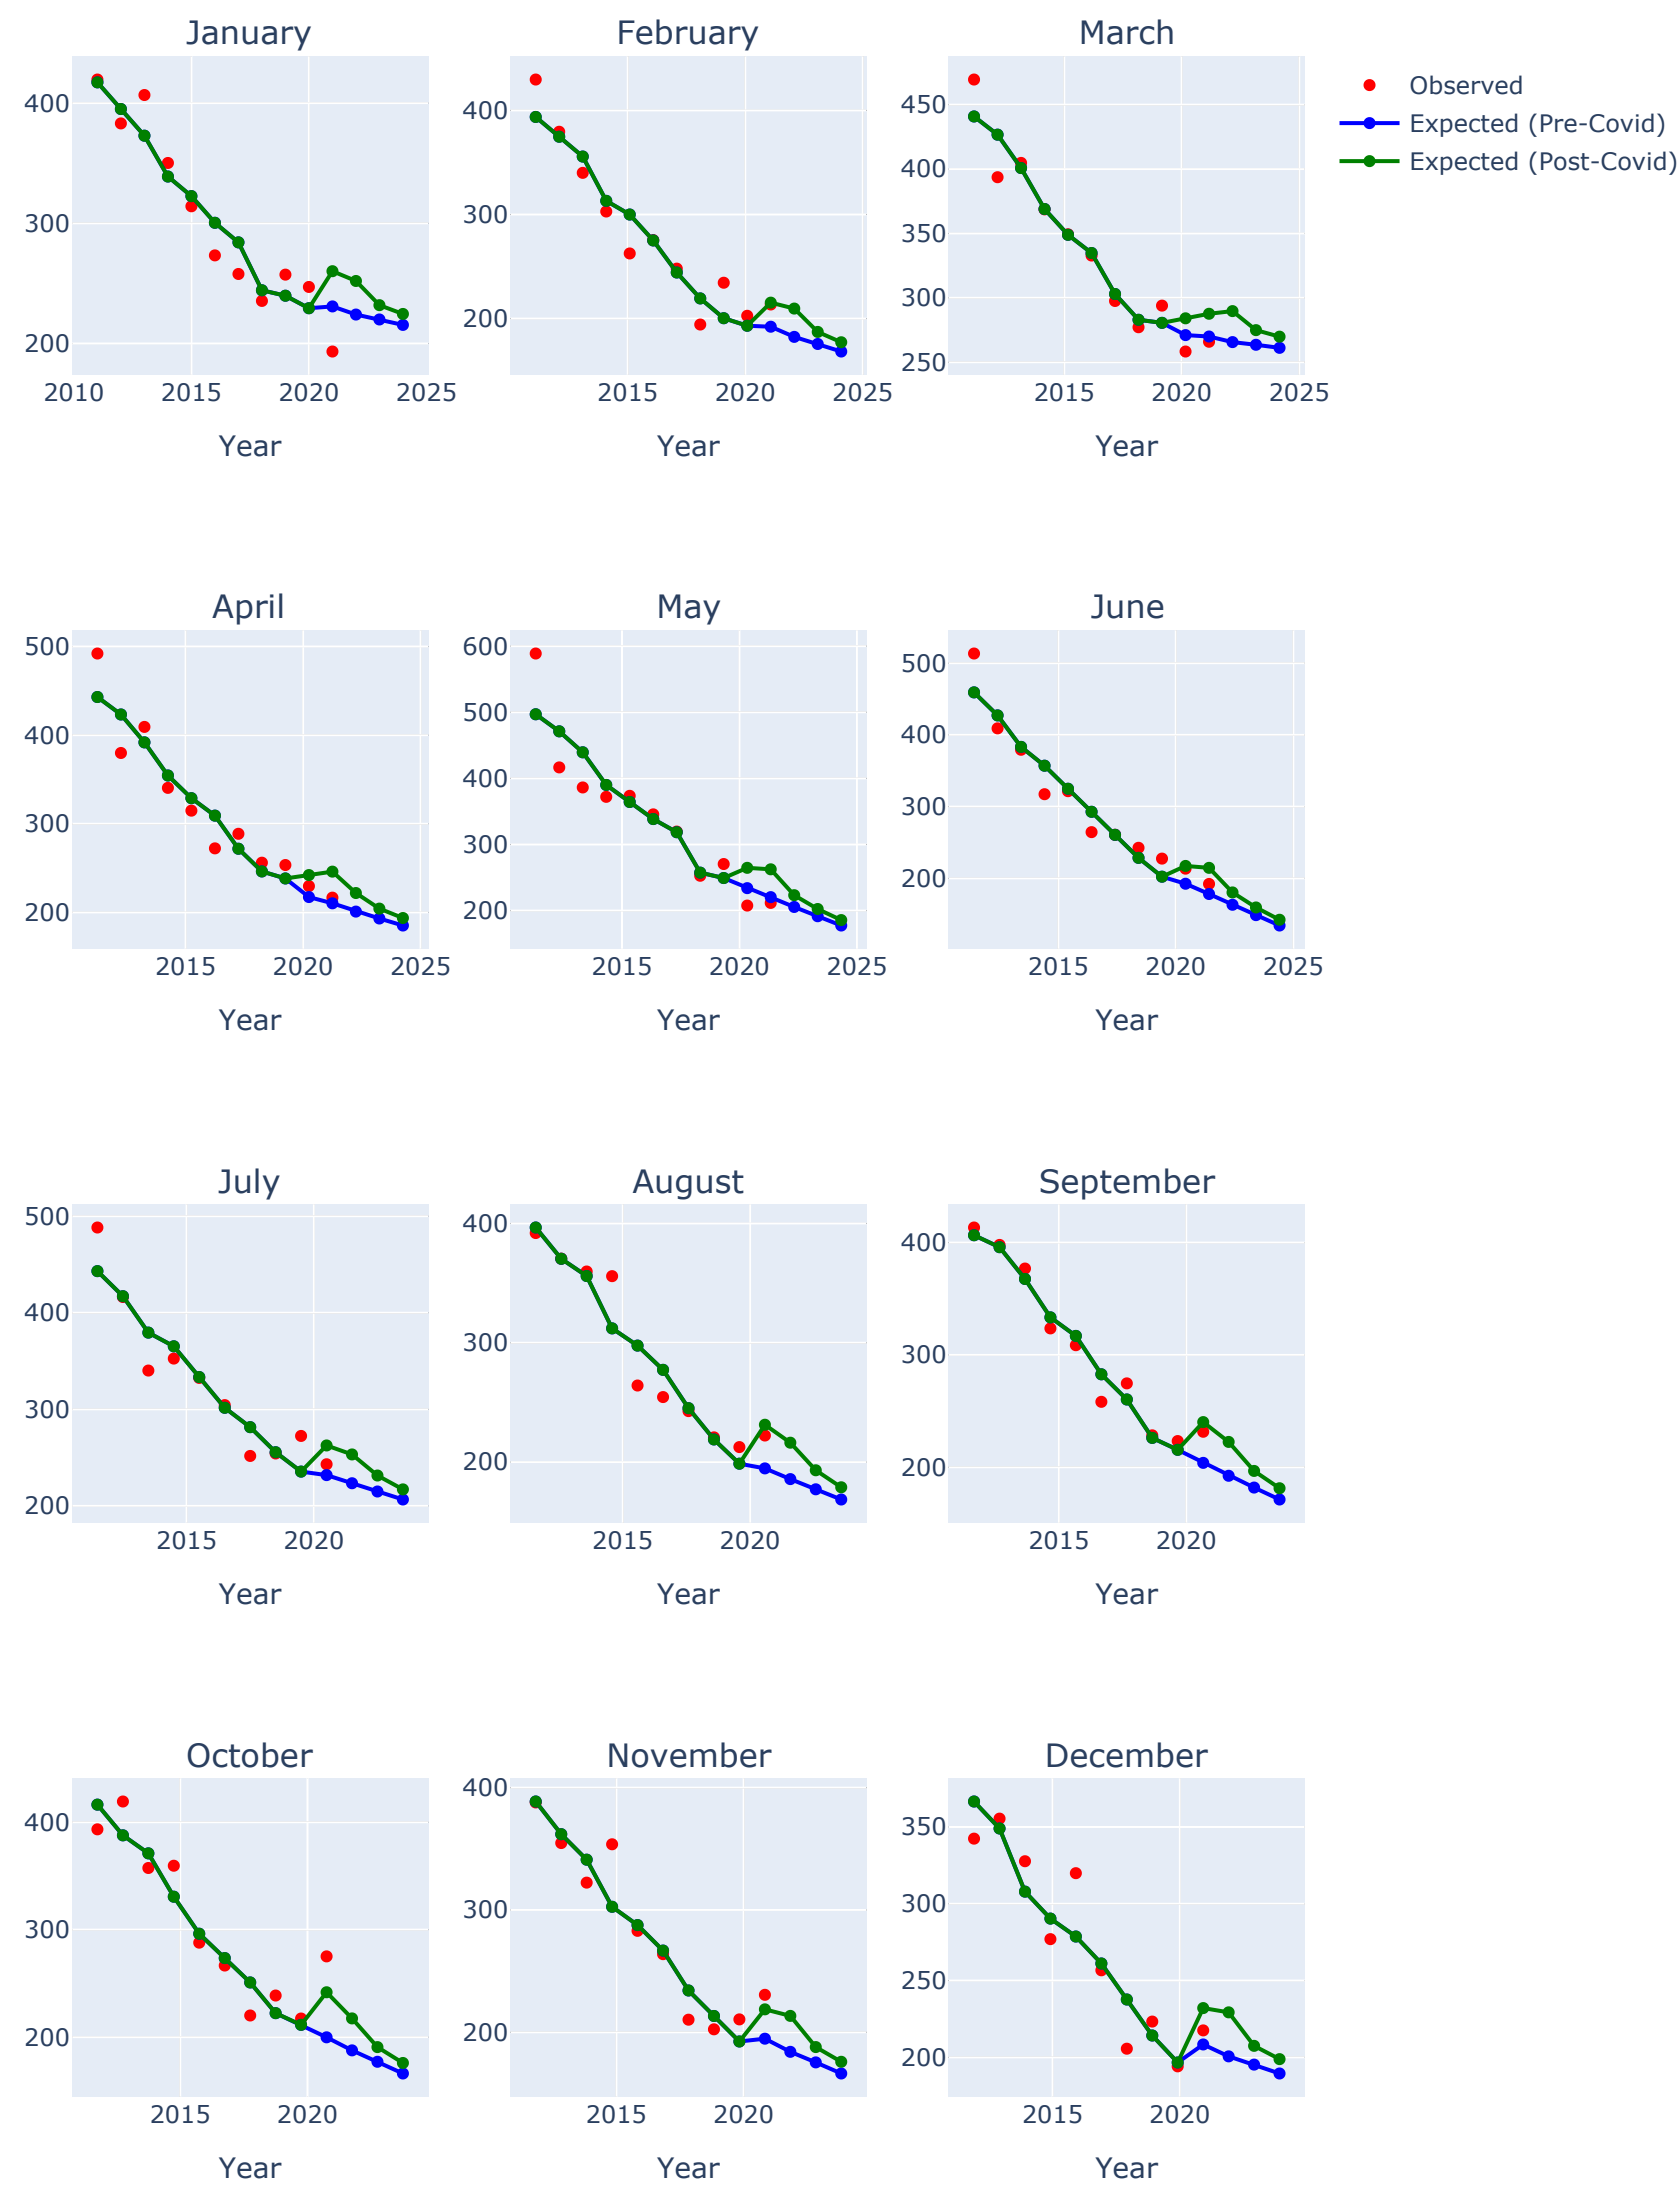 January February March
Observed
Expected (Pre-Covid)
Expected (Post-Covid)
400 400 450
400
300 300 350
300
200 200 250
2010 2015 2020 2025 2015 2020 2025 2015 2020 2025
Year Year Year
April May June
500 600 500
400 500 400
400
300 300 300
200 200 200
2015 2020 2025 2015 2020 2025 2015 2020 2025
Year Year Year
July August September
500 400 400
400
300 300 300
200 200 200
2015 2020 2015 2020 2015 2020
Year Year Year
October November December
400 400 350
300 300 300
250
200 200 200
2015 2020 2015 2020 2015 2020
Year Year Year